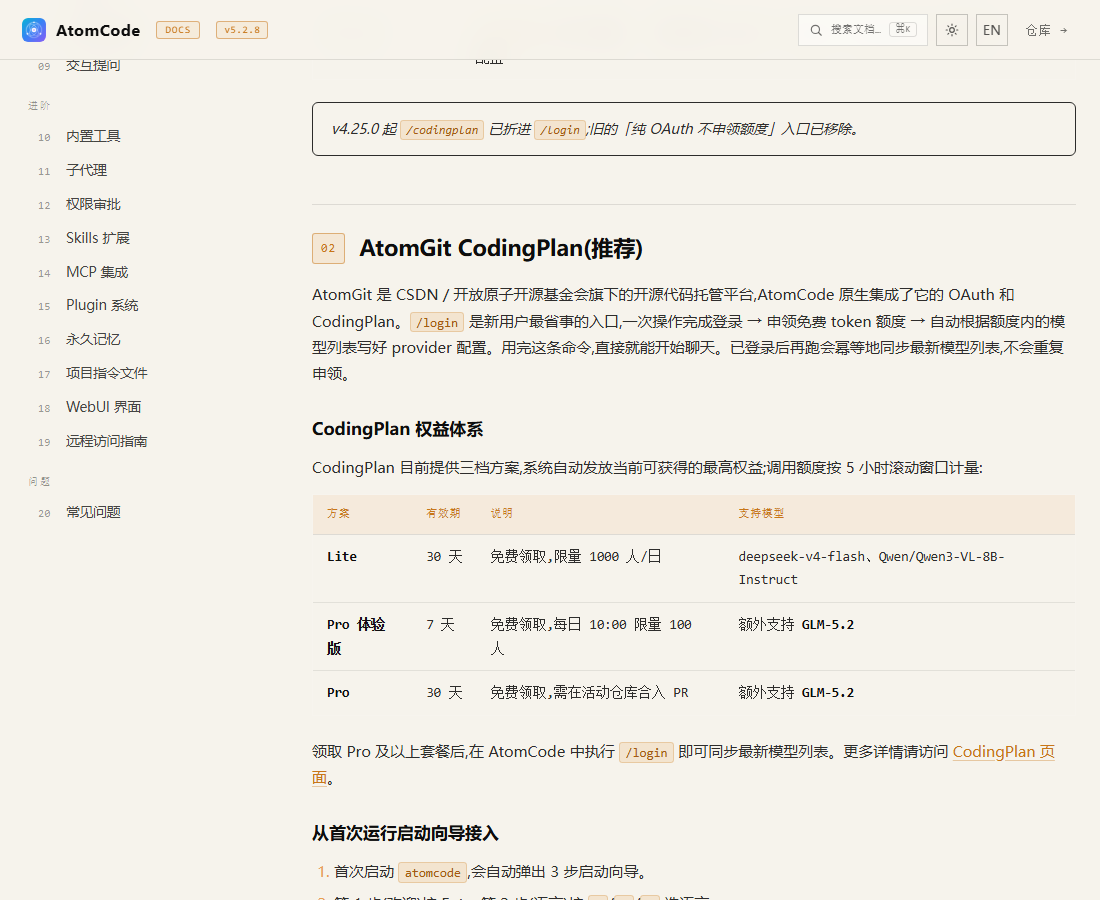 AtomCode DOCS v5.2.8 搜索文档… ⌘K EN 仓库 →
09 交互提问
进阶
10 内置工具
11 子代理
12 权限审批
13 Skills 扩展
14 MCP 集成
15 Plugin 系统
16 永久记忆
17 项目指令文件
18 WebUI 界面
19 远程访问指南
问题
20 常见问题
配置
v4.25.0 起 /codingplan 已折进 /login;旧的「纯 OAuth 不申领额度」入口已移除。
02 AtomGit CodingPlan(推荐)
AtomGit 是 CSDN / 开放原子开源基金会旗下的开源代码托管平台,AtomCode 原生集成了它的 OAuth 和
CodingPlan。/login 是新用户最省事的入口,一次操作完成登录 → 申领免费 token 额度 → 自动根据额度内的模
型列表写好 provider 配置。用完这条命令,直接就能开始聊天。已登录后再跑会幂等地同步最新模型列表,不会重复
申领。
CodingPlan 权益体系
CodingPlan 目前提供三档方案,系统自动发放当前可获得的最高权益;调用额度按 5 小时滚动窗口计量:
方案 有效期 说明 支持模型
Lite 30 天 免费领取,限量 1000 人/日 deepseek-v4-flash、Qwen/Qwen3-VL-8B-
Instruct
Pro 体验 7 天 免费领取,每日 10:00 限量 100 额外支持 GLM-5.2
版 人
Pro 30 天 免费领取,需在活动仓库合入 PR 额外支持 GLM-5.2
领取 Pro 及以上套餐后,在 AtomCode 中执行 /login 即可同步最新模型列表。更多详情请访问 CodingPlan 页
面。
从首次运行启动向导接入
1. 首次启动 atomcode,会自动弹出 3 步启动向导。